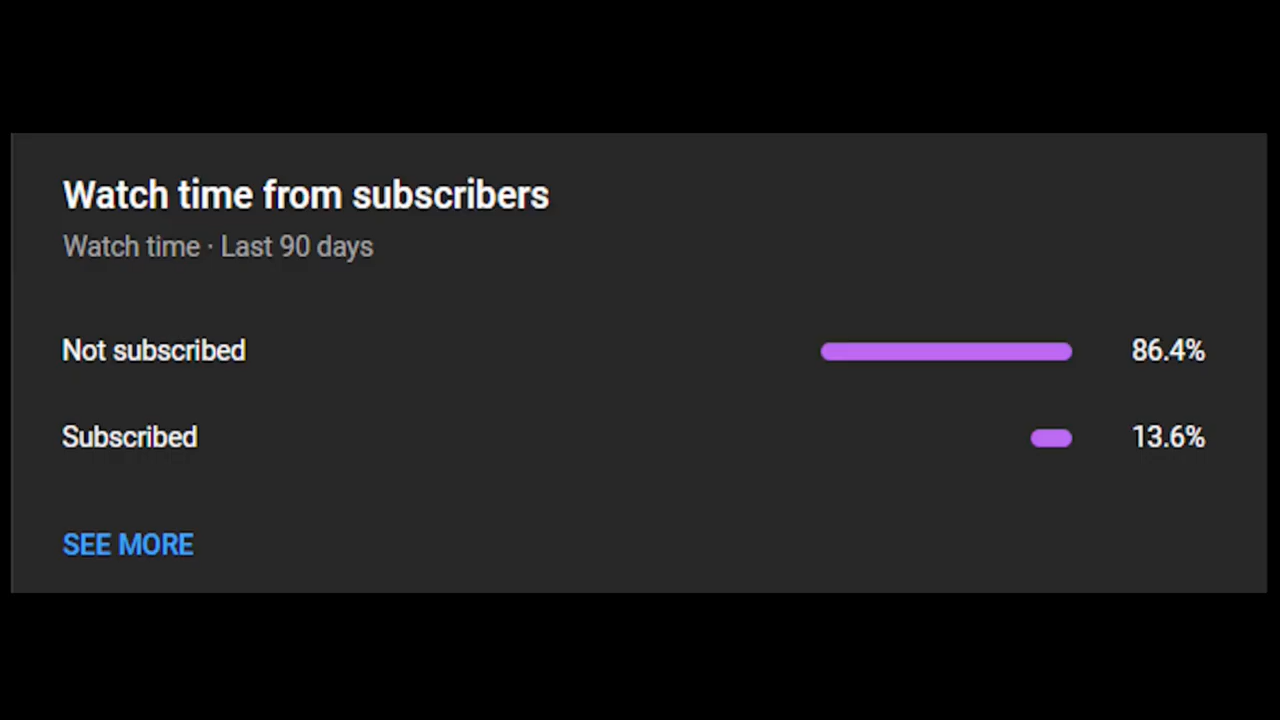 Watch time from subscribers
Watch time · Last 90 days
Not subscribed 86.4%
Subscribed 13.6%
SEE MORE